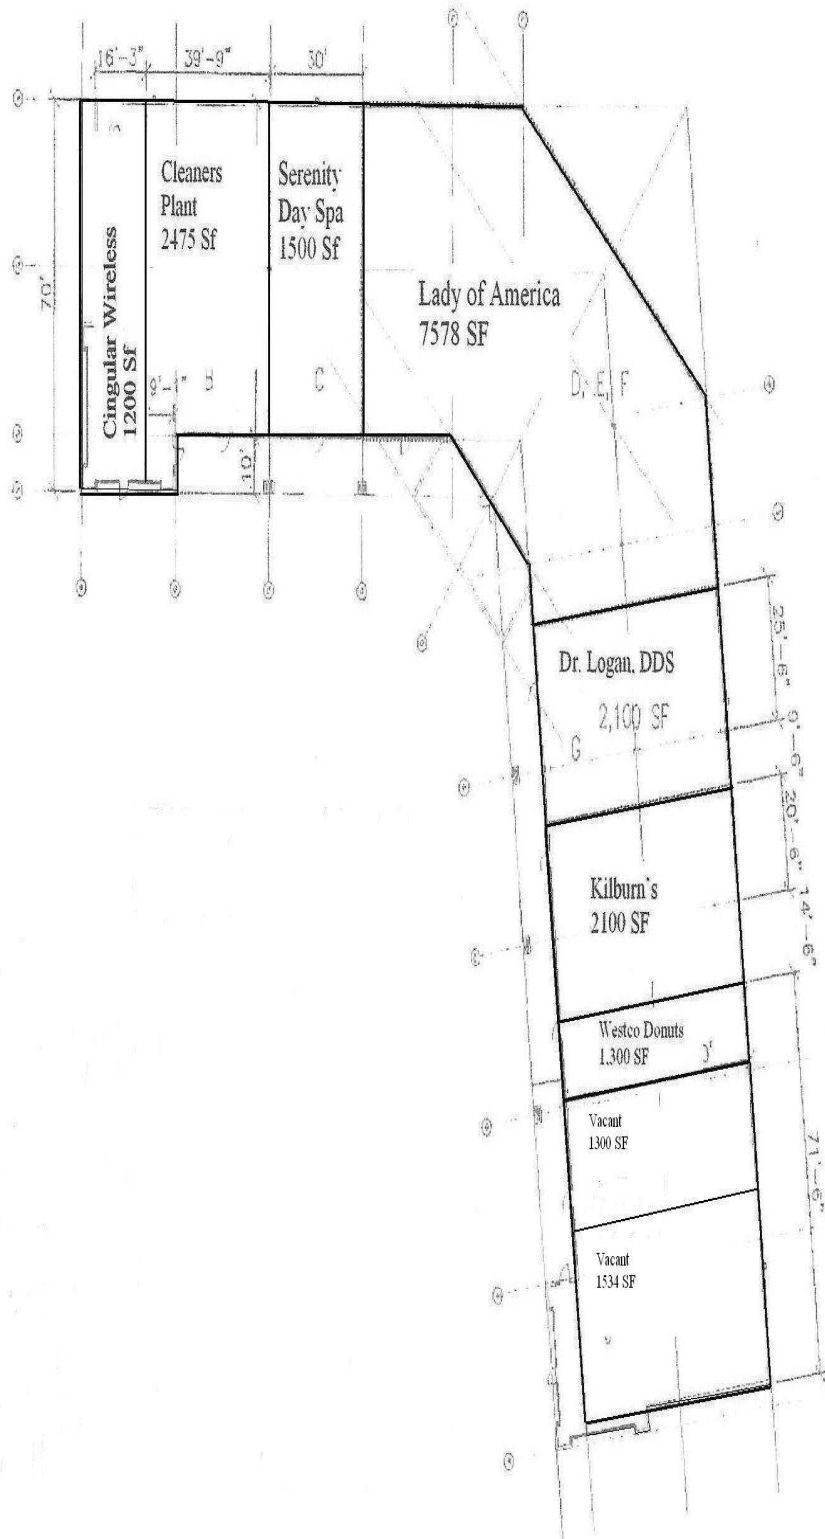 16'-3" 39'-9" 30'
70'
Cingular Wireless
1200 Sf
Cleaners
Plant
2475 Sf
Serenity
Day Spa
1500 Sf
Lady of America
7578 SF
9'-1"
B
C
D, E, F
10'
Dr. Logan, DDS
2,100 SF
G
25'-6"
9'-6"
Kilburn's
2100 SF
20'-6"
14'-6"
Westco Donuts
1,300 SF
Vacant
1300 SF
71'-6"
Vacant
1534 SF